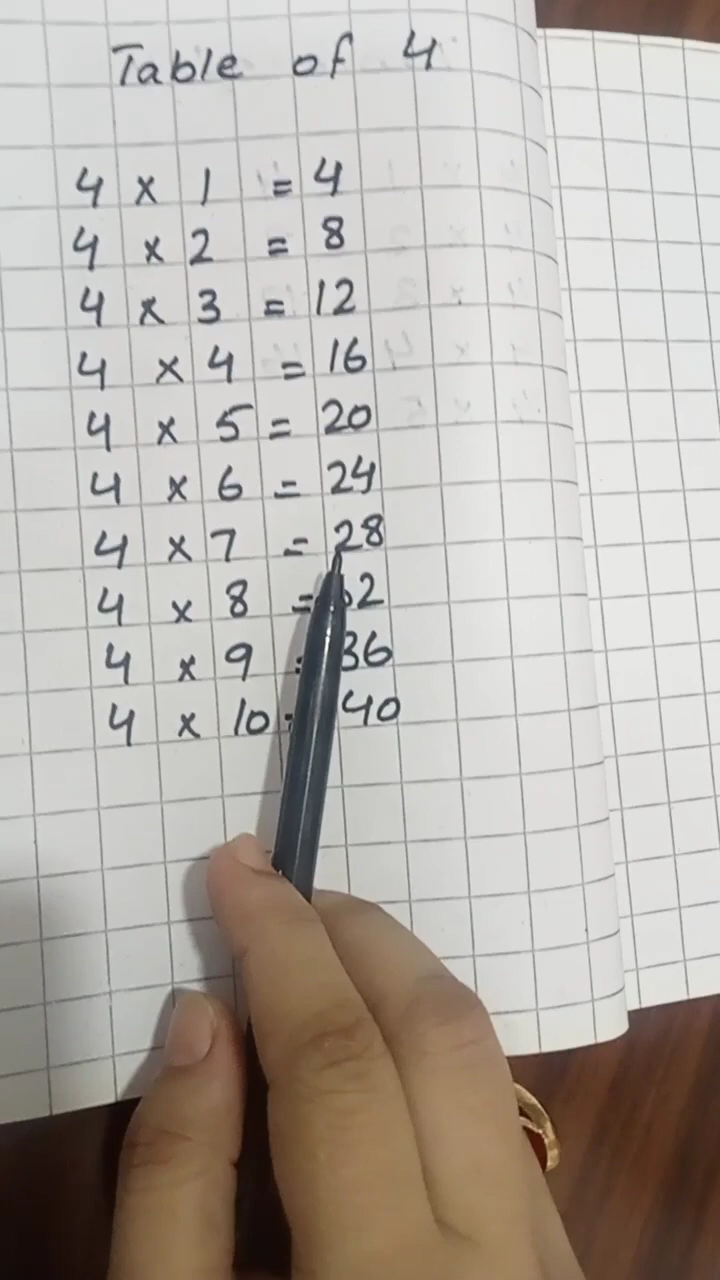 Table of 4
4 x 1 = 4
4 x 2 = 8
4 x 3 = 12
4 x 4 = 16
4 x 5 = 20
4 x 6 = 24
4 x 7 = 28
4 x 8 = 32
4 x 9 = 36
4 x 10 = 40